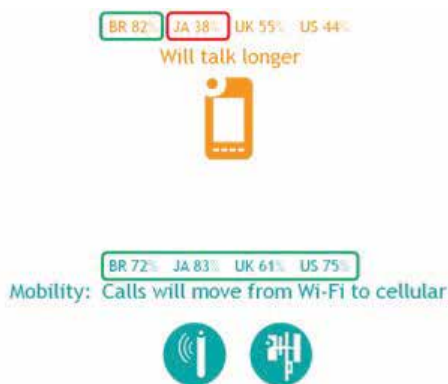 BR 82% JA 38% UK 55% US 44%
Will talk longer
BR 72% JA 83% UK 61% US 75%
Mobility: Calls will move from Wi-Fi to cellular